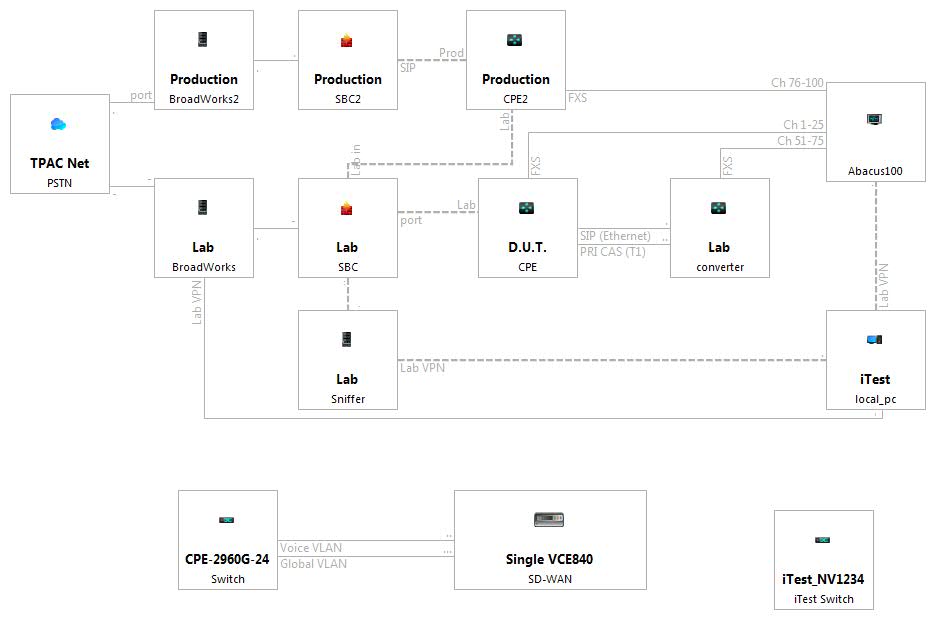 Production
BroadWorks2
Production
SBC2
Prod
SIP
Production
CPE2
FXS
Lab
Ch 76-100
Ch 1-25
Ch 51-75
Abacus100
port
TPAC Net
PSTN
Lab in
FXS
FXS
Lab
BroadWorks
Lab
SBC
Lab
port
D.U.T.
CPE
SIP (Ethernet)
PRI CAS (T1)
Lab
converter
Lab VPN
Lab VPN
Lab
Sniffer
Lab VPN
iTest
local_pc
CPE-2960G-24
Switch
Voice VLAN
Global VLAN
..
...
Single VCE840
SD-WAN
iTest_NV1234
iTest Switch